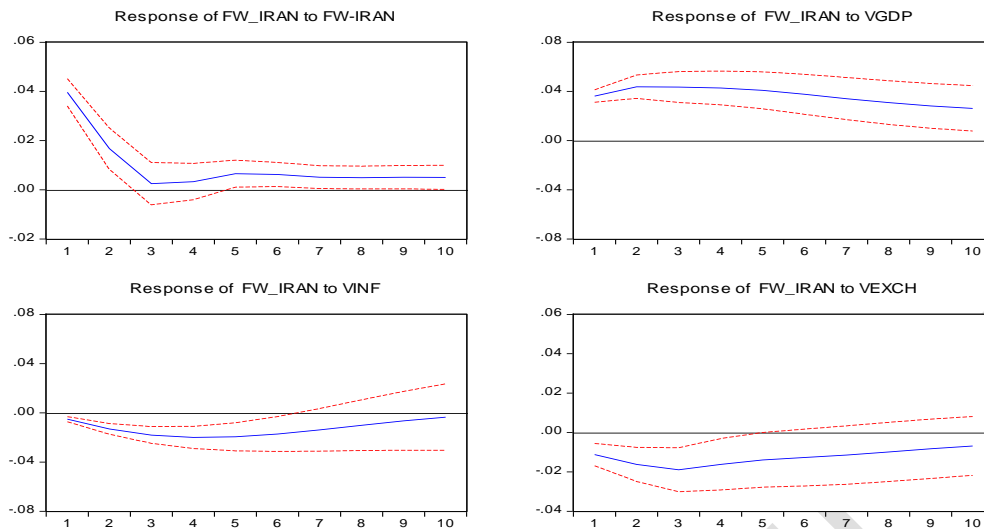 Response of FW_IRAN to FW-IRAN
.06
.04
.02
.00
-.02
1 2 3 4 5 6 7 8 9 10
Response of FW_IRAN to VGDP
.08
.04
.00
-.04
-.08
1 2 3 4 5 6 7 8 9 10
Response of FW_IRAN to VINF
.08
.04
.00
-.04
-.08
1 2 3 4 5 6 7 8 9 10
Response of FW_IRAN to VEXCH
.06
.04
.02
.00
-.02
-.04
1 2 3 4 5 6 7 8 9 10